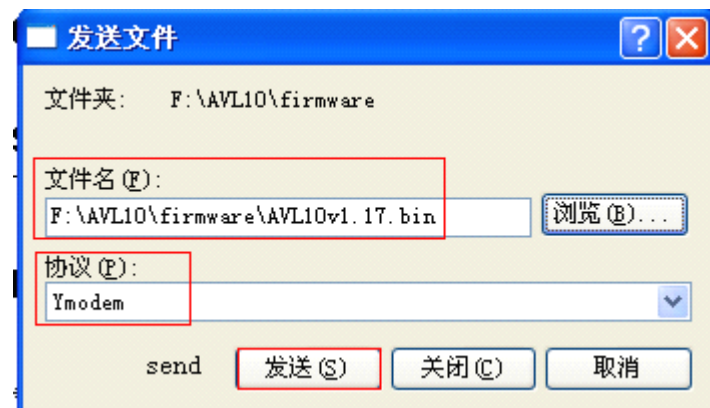 发送文件
文件夹: F:\AVL10\firmware
文件名(F):
F:\AVL10\firmware\AVL10v1.17.bin 浏览(B)...
协议(P):
Ymodem
send 发送(S) 关闭(C) 取消